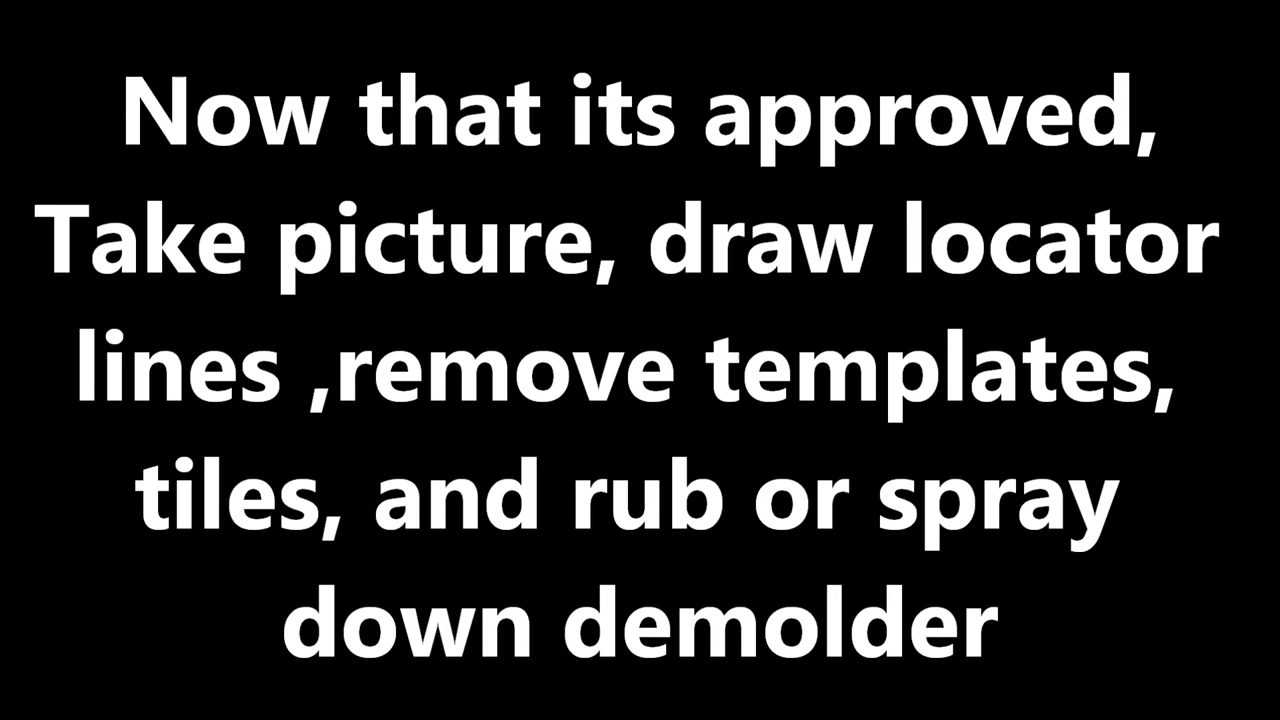 Now that its approved,
Take picture, draw locator
lines ,remove templates,
tiles, and rub or spray
down demolder